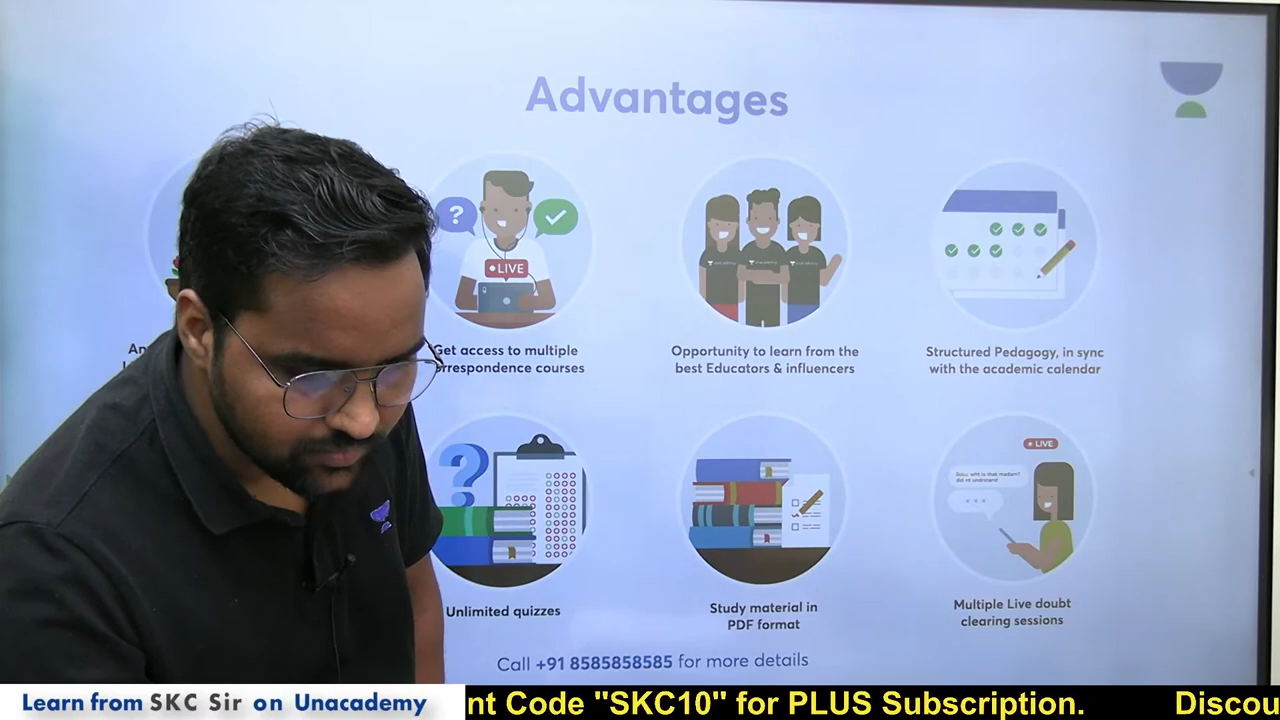 Advantages
?
LIVE
An
Get access to multiple
rrespondence courses
Opportunity to learn from the
best Educators & influencers
Structured Pedagogy, in sync
with the academic calendar
?
LIVE
Unlimited quizzes
Study material in
PDF format
Multiple Live doubt
clearing sessions
Call +91 8585858585 for more details
Learn from SKC Sir on Unacademy
nt Code "SKC10" for PLUS Subscription. Discou